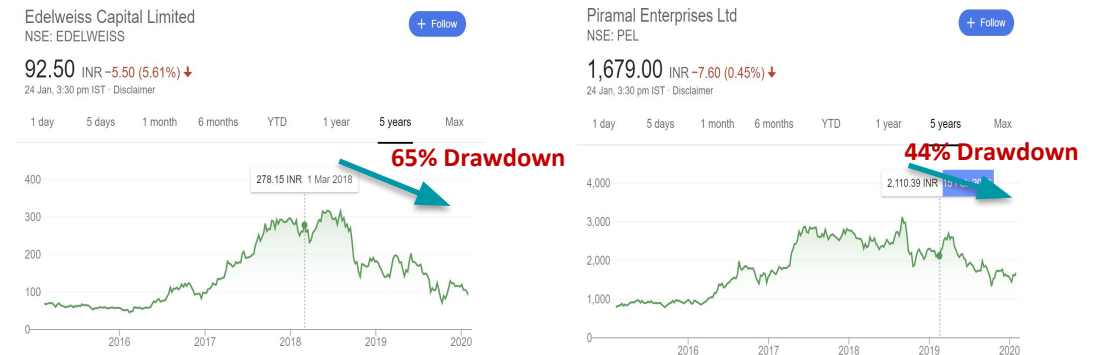 Edelweiss Capital Limited
NSE: EDELWEISS
+ Follow
92.50 INR −5.50 (5.61%)
24 Jan, 3:30 pm IST · Disclaimer
1 day 5 days 1 month 6 months YTD 1 year 5 years Max
65% Drawdown
278.15 INR 1 Mar 2018
400
300
200
100
0
2016 2017 2018 2019 2020
Piramal Enterprises Ltd
NSE: PEL
+ Follow
1,679.00 INR −7.60 (0.45%)
24 Jan, 3:30 pm IST · Disclaimer
1 day 5 days 1 month 6 months YTD 1 year 5 years Max
44% Drawdown
2,110.39 INR
4,000
3,000
2,000
1,000
0
2016 2017 2018 2019 2020